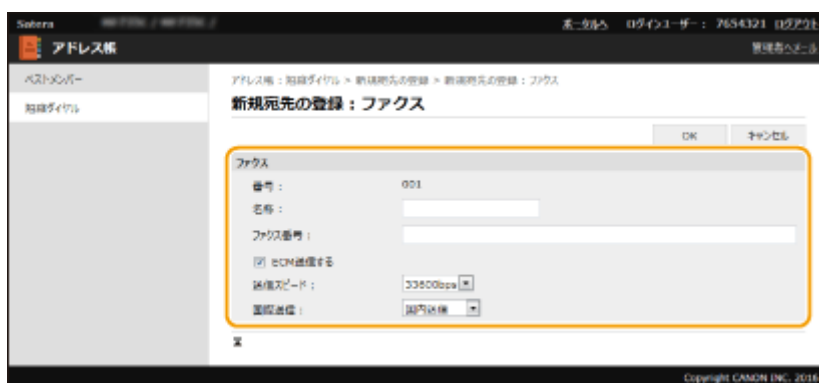 Satera
ポータルへ ログインユーザー： 7654321 ログアウト
アドレス帳
管理者へメール
ベストメンバー
短縮ダイヤル
アドレス帳：短縮ダイヤル > 新規宛先の登録 > 新規宛先の登録：ファクス
新規宛先の登録：ファクス
OK キャンセル
ファクス
番号： 001
名称：
ファクス番号：
ECM送信する
送信スピード： 33600bps
国際送信： 国内送信
Copyright CANON INC. 2016